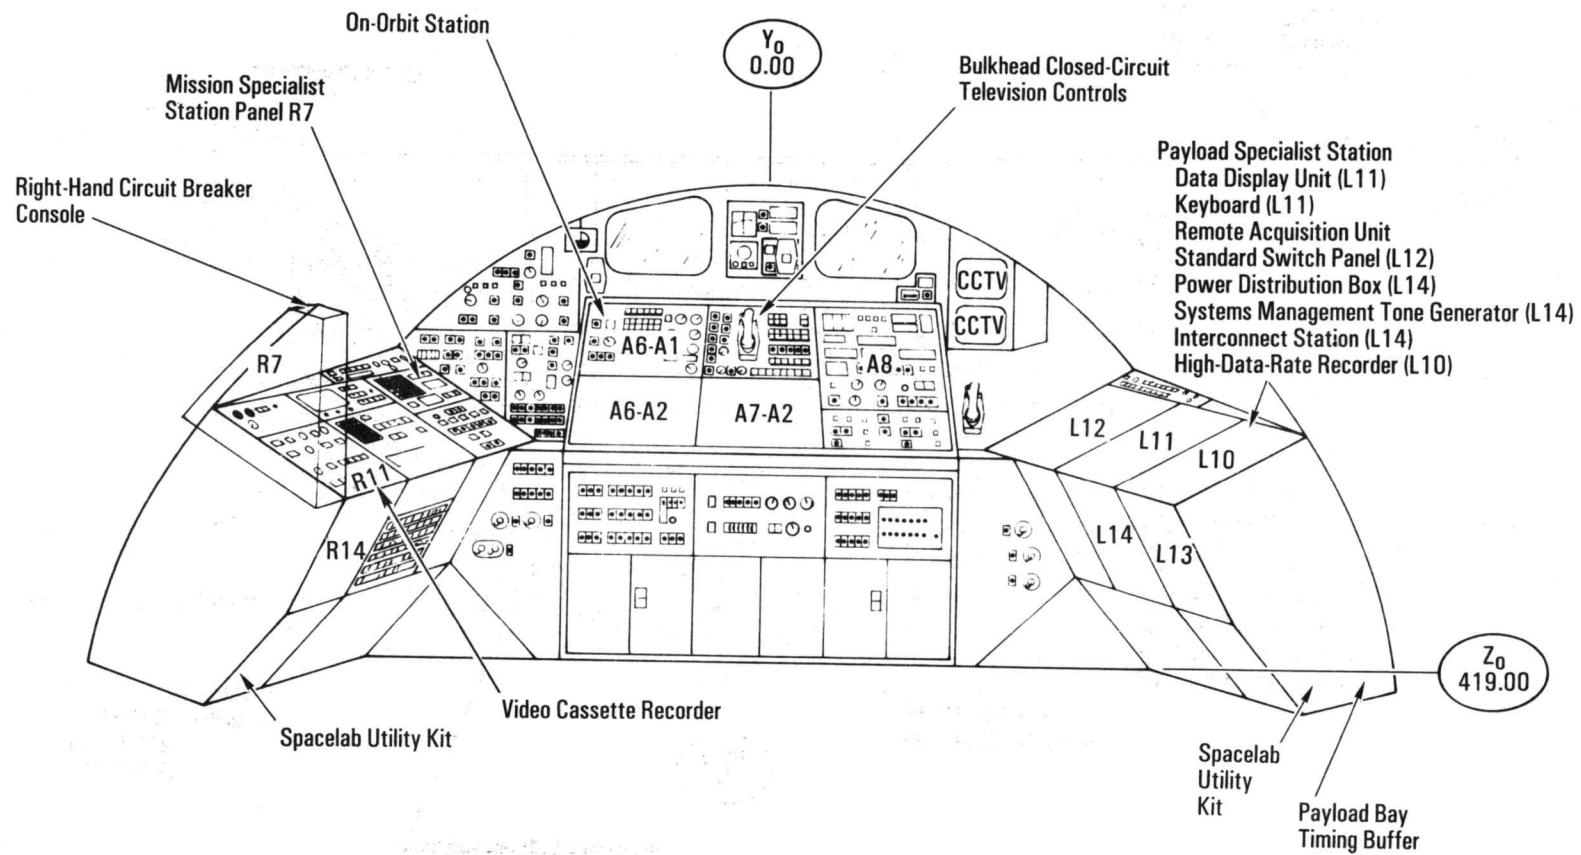 On-Orbit Station
Y0
0.00
Mission Specialist
Station Panel R7
Bulkhead Closed-Circuit
Television Controls
Right-Hand Circuit Breaker
Console
Payload Specialist Station
Data Display Unit (L11)
Keyboard (L11)
Remote Acquisition Unit
Standard Switch Panel (L12)
Power Distribution Box (L14)
Systems Management Tone Generator (L14)
Interconnect Station (L14)
High-Data-Rate Recorder (L10)
CCTV
CCTV
R7
A6-A1
A8
A6-A2
A7-A2
L12
L11
L10
R11
R14
L14
L13
Z0
419.00
Video Cassette Recorder
Spacelab Utility Kit
Spacelab
Utility
Kit
Payload Bay
Timing Buffer